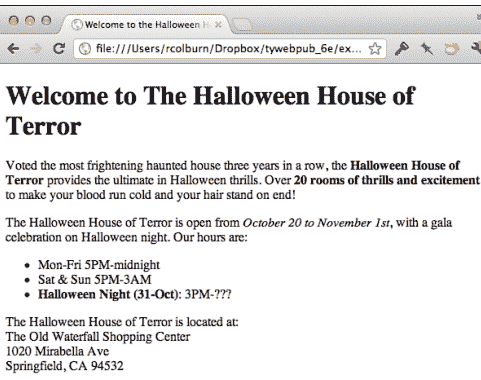 Welcome to the Halloween H
file:///Users/rcolburn/Dropbox/tywebpub_6e/ex...
Welcome to The Halloween House of
Terror
Voted the most frightening haunted house three years in a row, the Halloween House of
Terror provides the ultimate in Halloween thrills. Over 20 rooms of thrills and excitement
to make your blood run cold and your hair stand on end!
The Halloween House of Terror is open from October 20 to November 1st, with a gala
celebration on Halloween night. Our hours are:
• Mon-Fri 5PM-midnight
• Sat & Sun 5PM-3AM
• Halloween Night (31-Oct): 3PM-???
The Halloween House of Terror is located at:
The Old Waterfall Shopping Center
1020 Mirabella Ave
Springfield, CA 94532